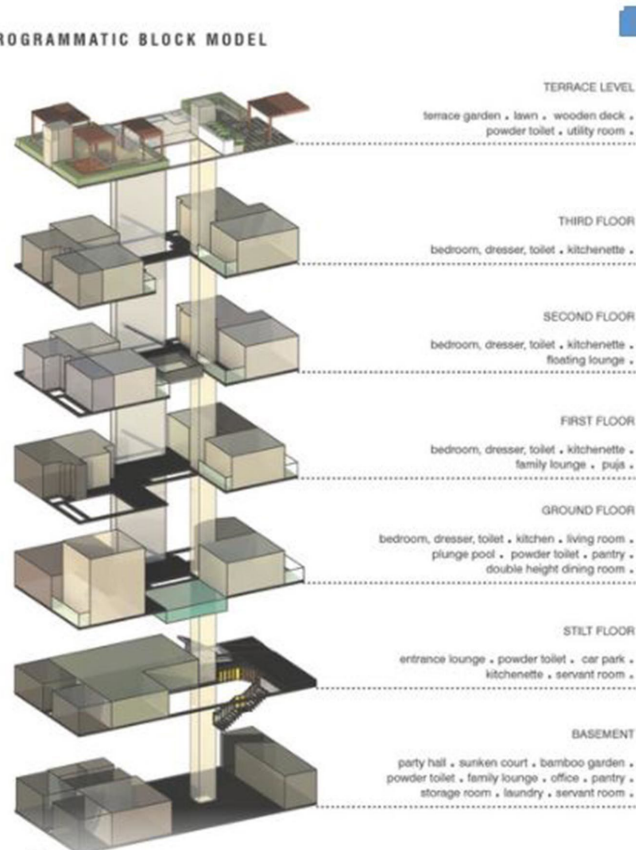 ROGRAMMATIC BLOCK MODEL
TERRACE LEVEL
terrace garden . lawn . wooden deck .
powder toilet . utility room .
THIRD FLOOR
bedroom, dresser, toilet . kitchenette .
SECOND FLOOR
bedroom, dresser, toilet . kitchenette .
floating lounge .
FIRST FLOOR
bedroom, dresser, toilet . kitchenette .
family lounge . puja .
GROUND FLOOR
bedroom, dresser, toilet . kitchen . living room .
plunge pool . powder toilet . pantry .
double height dining room .
STILT FLOOR
entrance lounge . powder toilet . car park .
kitchenette . servant room .
BASEMENT
party hall . sunken court . bamboo garden .
powder toilet . family lounge . office . pantry .
storage room . laundry . servant room .